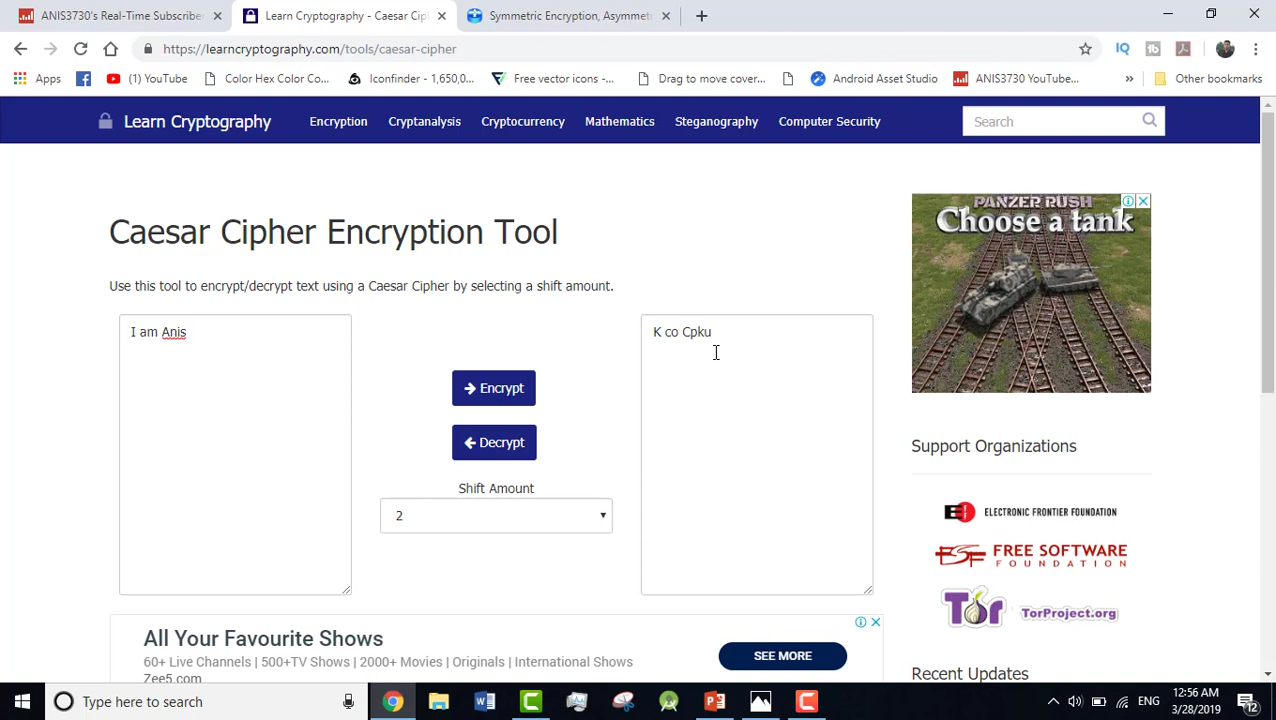 ANIS3730's Real-Time Subscribe
Learn Cryptography - Caesar Cip
Symmetric Encryption, Asymmet
https://learncryptography.com/tools/caesar-cipher
Apps
(1) YouTube
Color Hex Color Co...
Iconfinder - 1,650,0...
Free vector icons -...
Drag to move cover...
Android Asset Studio
ANIS3730 YouTube...
»
Other bookmarks
Learn Cryptography
Encryption
Cryptanalysis
Cryptocurrency
Mathematics
Steganography
Computer Security
Search
PANZER RUSH
Choose a tank
Caesar Cipher Encryption Tool
Use this tool to encrypt/decrypt text using a Caesar Cipher by selecting a shift amount.
I am Anis
K co Cpku
Encrypt
Decrypt
Shift Amount
2
Support Organizations
ELECTRONIC FRONTIER FOUNDATION
FREE SOFTWARE
FOUNDATION
Tor TorProject.org
Recent Updates
All Your Favourite Shows
60+ Live Channels | 500+TV Shows | 2000+ Movies | Originals | International Shows
Zee5.com
SEE MORE
Type here to search
ENG
12:56 AM
3/28/2019
12